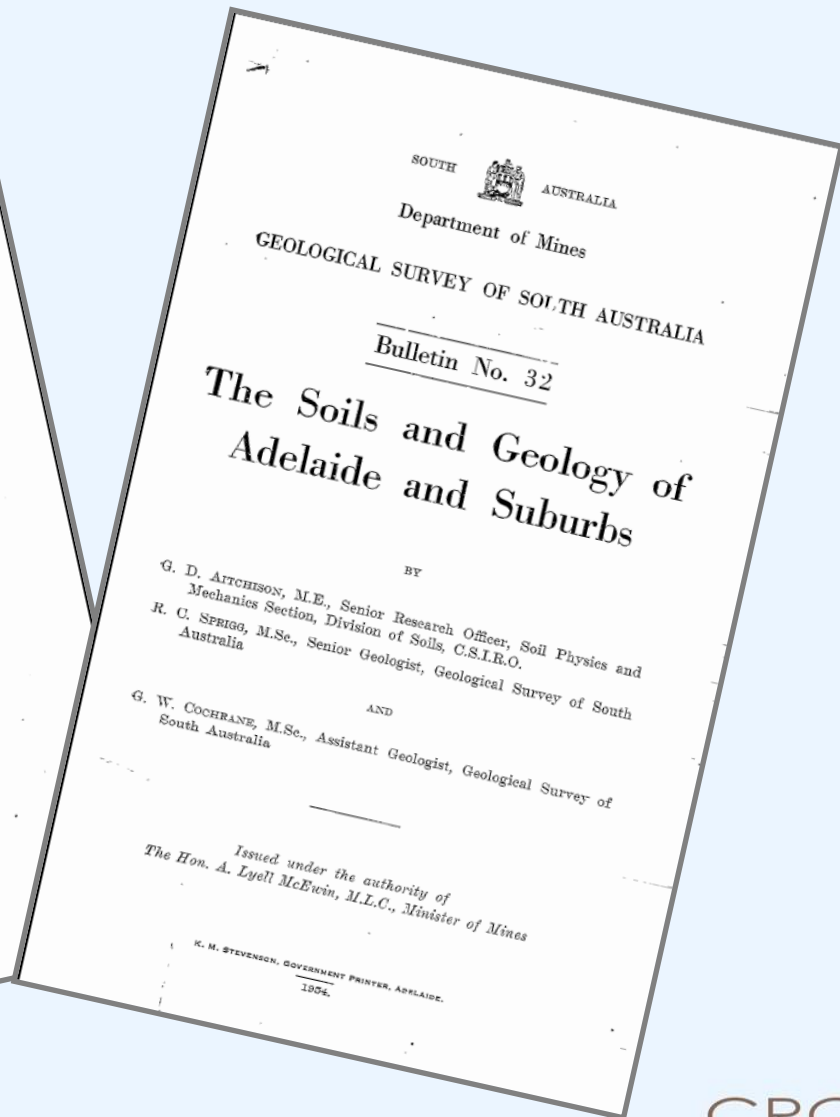 SOUTH AUSTRALIA
Department of Mines
GEOLOGICAL SURVEY OF SOUTH AUSTRALIA
Bulletin No. 32
The Soils and Geology of
Adelaide and Suburbs
BY
G. D. AITCHISON, M.E., Senior Research Officer, Soil Physics and
Mechanics Section, Division of Soils, C.S.I.R.O.
R. C. SPRIGG, M.Sc., Senior Geologist, Geological Survey of South
Australia
AND
G. W. COCHRANE, M.Sc., Assistant Geologist, Geological Survey of
South Australia
Issued under the authority of
The Hon. A. Lyell McEwin, M.L.C., Minister of Mines
K. M. STEVENSON, GOVERNMENT PRINTER, ADELAIDE.
1954.